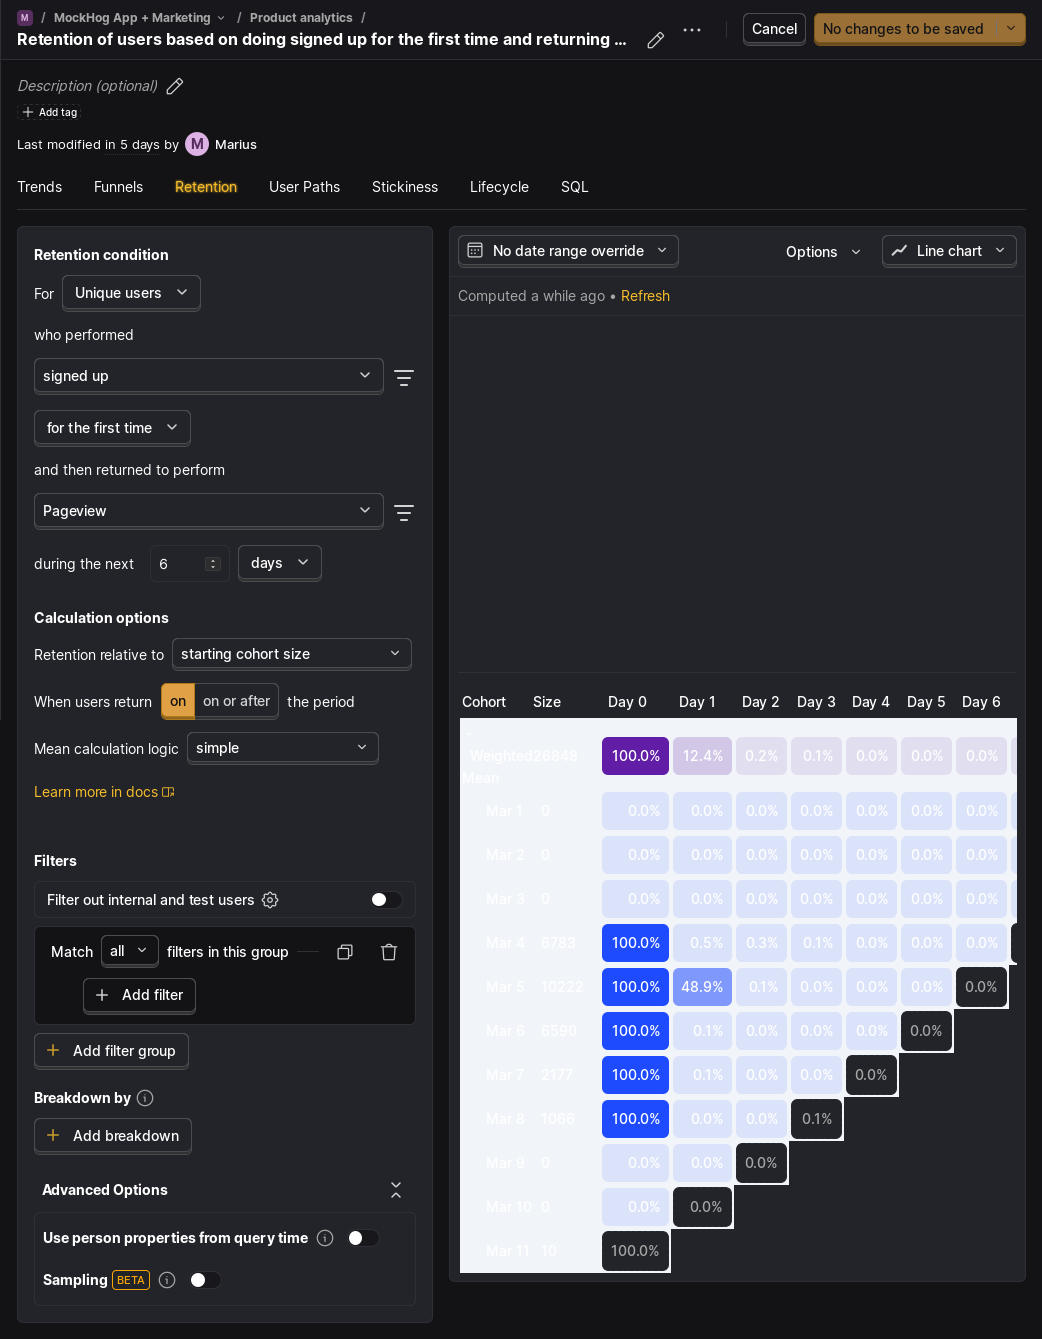 M / MockHog App + Marketing / Product analytics /
Retention of users based on doing signed up for the first time and returning ...
Cancel
No changes to be saved
Description (optional)
Add tag
Last modified in 5 days by M Marius
Trends Funnels Retention User Paths Stickiness Lifecycle SQL
Retention condition
For Unique users
who performed
signed up
for the first time
and then returned to perform
Pageview
during the next 6 days
Calculation options
Retention relative to starting cohort size
When users return on on or after the period
Mean calculation logic simple
Learn more in docs
Filters
Filter out internal and test users
Match all filters in this group
Add filter
Add filter group
Breakdown by
Add breakdown
Advanced Options
Use person properties from query time
Sampling BETA
No date range override Options Line chart
Computed a while ago • Refresh
Cohort Size Day 0 Day 1 Day 2 Day 3 Day 4 Day 5 Day 6
Weighted 26848 100.0% 12.4% 0.2% 0.1% 0.0% 0.0% 0.0%
Mean
Mar 1 0 0.0% 0.0% 0.0% 0.0% 0.0% 0.0% 0.0%
Mar 2 0 0.0% 0.0% 0.0% 0.0% 0.0% 0.0% 0.0%
Mar 3 0 0.0% 0.0% 0.0% 0.0% 0.0% 0.0% 0.0%
Mar 4 6783 100.0% 0.5% 0.3% 0.1% 0.0% 0.0% 0.0%
Mar 5 10222 100.0% 48.9% 0.1% 0.0% 0.0% 0.0% 0.0%
Mar 6 6590 100.0% 0.1% 0.0% 0.0% 0.0% 0.0%
Mar 7 2177 100.0% 0.1% 0.0% 0.0% 0.0%
Mar 8 1066 100.0% 0.0% 0.0% 0.1%
Mar 9 0 0.0% 0.0% 0.0%
Mar 10 0 0.0% 0.0%
Mar 11 10 100.0%